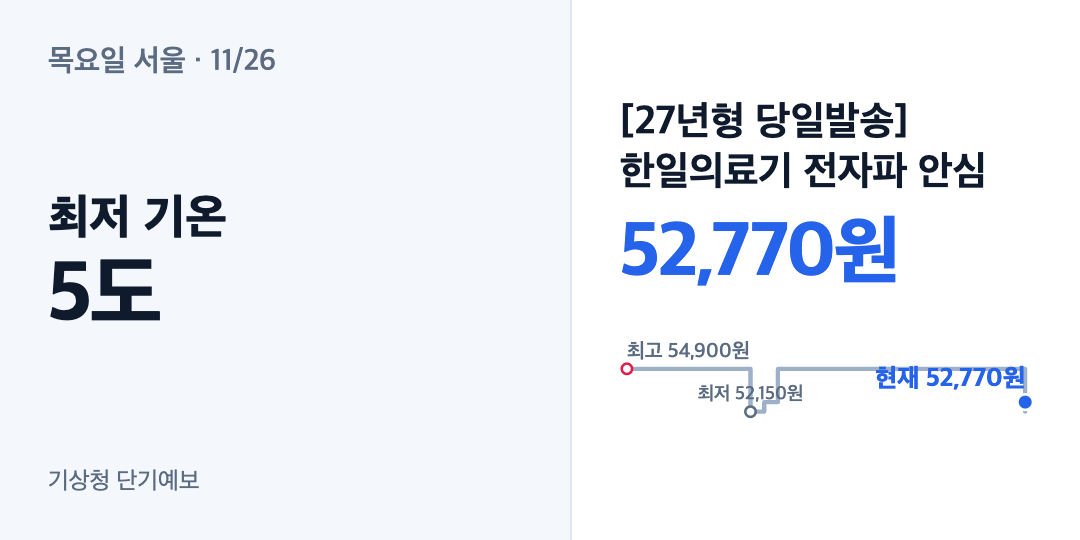 목요일 서울 · 11/26
최저 기온
5도
기상청 단기예보
[27년형 당일발송]
한일의료기 전자파 안심
52,770원
최고 54,900원
최저 52,150원
현재 52,770원